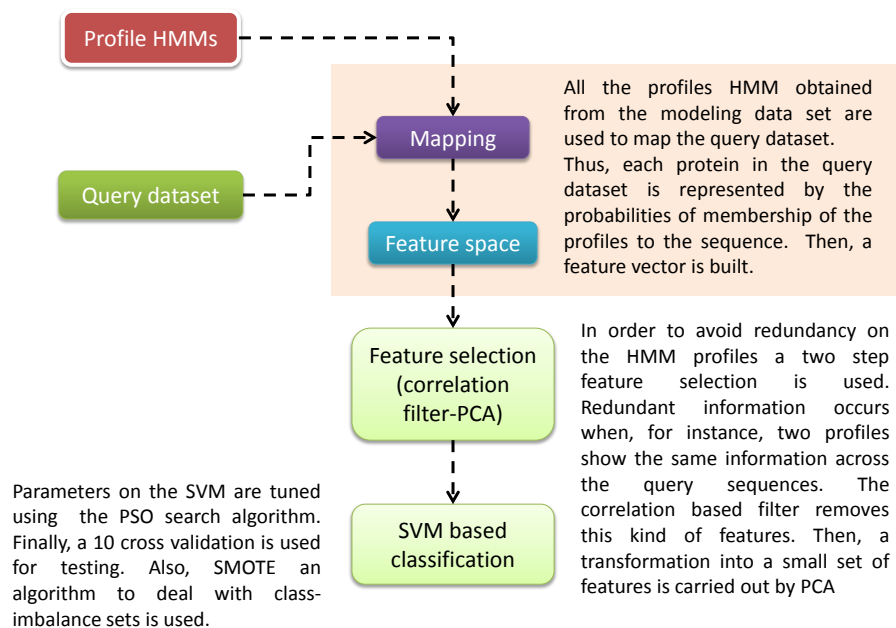 Profile HMMs
Mapping
Query dataset
Feature space
All the profiles HMM obtained
from the modeling data set are
used to map the query dataset.
Thus, each protein in the query
dataset is represented by the
probabilities of membership of the
profiles to the sequence. Then, a
feature vector is built.
Feature selection
(correlation
filter-PCA)
In order to avoid redundancy on
the HMM profiles a two step
feature selection is used.
Redundant information occurs
when, for instance, two profiles
show the same information across
the query sequences. The
correlation based filter removes
this kind of features. Then, a
transformation into a small set of
features is carried out by PCA
SVM based
classification
Parameters on the SVM are tuned
using the PSO search algorithm.
Finally, a 10 cross validation is used
for testing. Also, SMOTE an
algorithm to deal with class-
imbalance sets is used.